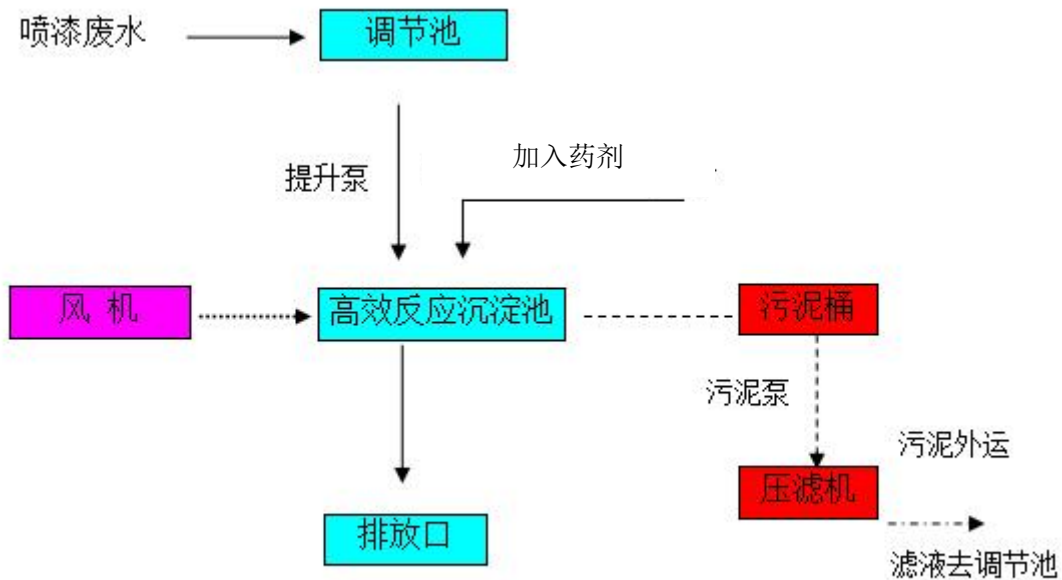 喷漆废水
调节池
提升泵
加入药剂
风 机
高效反应沉淀池
污泥桶
污泥泵
污泥外运
压滤机
排放口
滤液去调节池